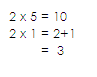 2 x 5 = 10
2 x 1 = 2+1
= 3